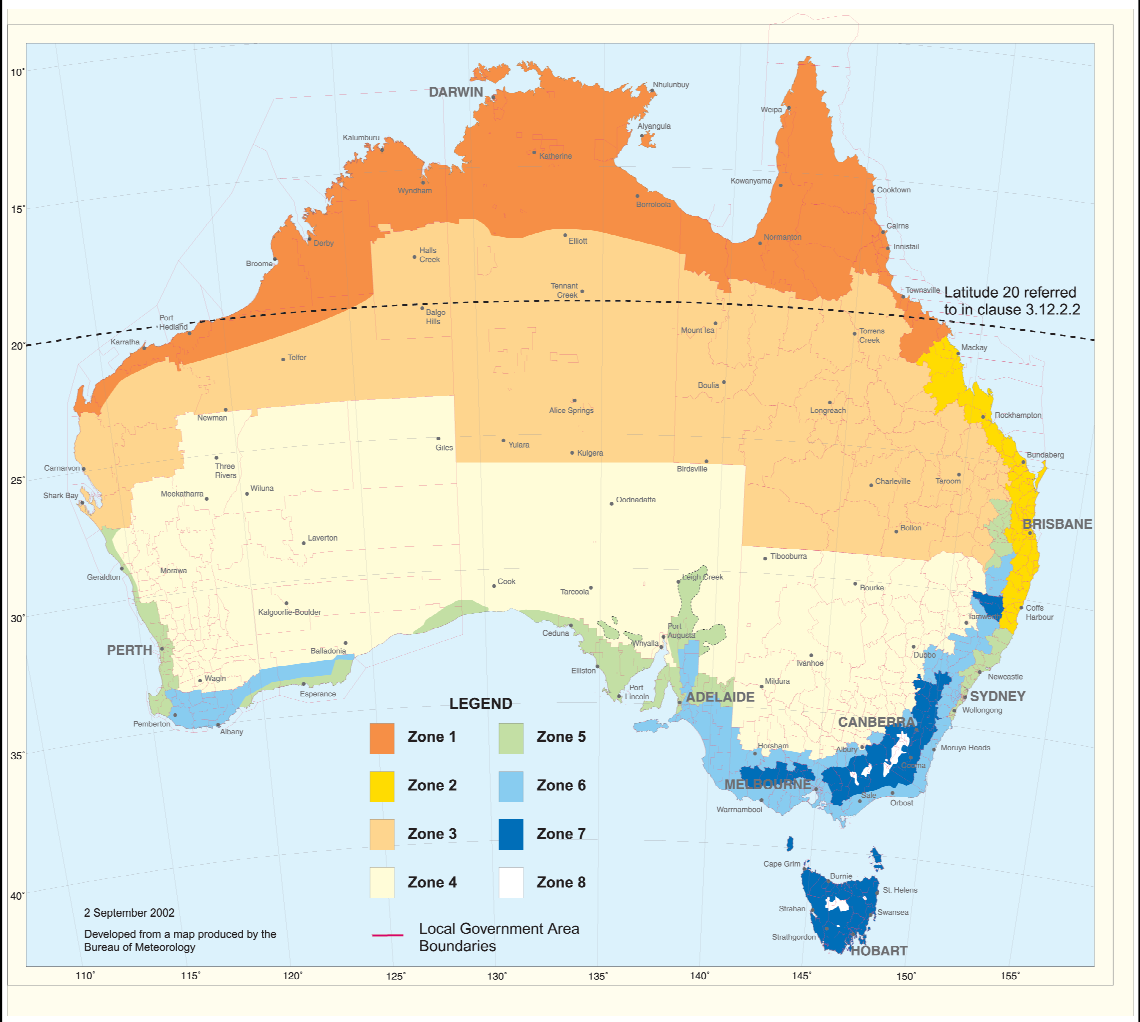 10°
DARWIN
Nhulunbuy
Weipa
Alyangula
Kalumburu
Katherine
Kowanyama
Wyndham
Cooktown
15°
Borroloola
Cairns
Derby
Elliott
Normanton
Innisfail
Halls
Creek
Broome
Tennant
Creek
Townsville
Latitude 20 referred
to in clause 3.12.2.2
Port
Hedland
Balgo
Hills
Mount Isa
Torrens
Creek
Karratha
20°
Mackay
Telfer
Boulia
Newman
Alice Springs
Longreach
Rockhampton
Giles
Yulara
Kulgera
Bundaberg
Carnarvon
Three
Rivers
Birdsville
25°
Charleville
Taroom
Shark Bay
Meekatharra
Wiluna
Oodnadatta
BRISBANE
Bollon
Laverton
Tibooburra
Geraldton
Morawa
Cook
Tarcoola
Leigh Creek
Bourke
Kalgoorlie-Boulder
Coffs
Harbour
30°
Tamworth
Ceduna
Port
Augusta
Whyalla
PERTH
Balladonia
Dubbo
Ivanhoe
Elliston
Wagin
Newcastle
Mildura
Esperance
Port
Lincoln
ADELAIDE
SYDNEY
LEGEND
Wollongong
Pemberton
Albany
CANBERRA
Zone 1
Zone 5
Horsham
Albury
Moruya Heads
35°
Cooma
MELBOURNE
Zone 2
Zone 6
Sale
Orbost
Warrnambool
Zone 3
Zone 7
Cape Grim
Burnie
Zone 4
Zone 8
St. Helens
40°
Strahan
Swansea
2 September 2002
Local Government Area
Boundaries
Developed from a map produced by the
Bureau of Meteorology
Strathgordon
HOBART
110°
115°
120°
125°
130°
135°
140°
145°
150°
155°